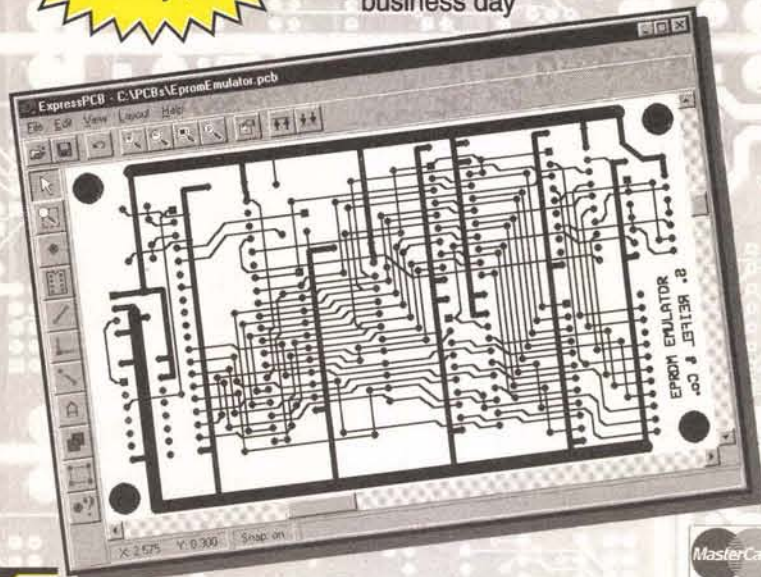 business day
ExpressPCB - C:\PCBs\EpromEmulator.pcb
File Edit View Layout Help
EPROM EMULATOR
S. REIFEL & CO.
X: 2.575 Y: 0.300 Snap: on
MasterCa